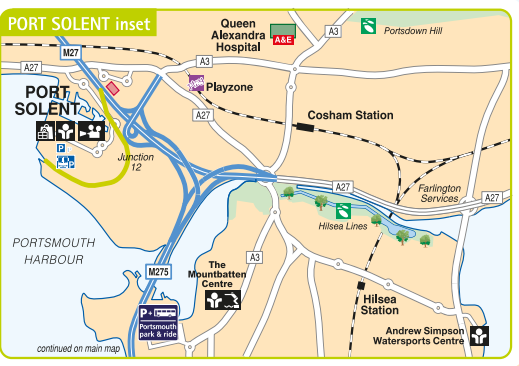 PORT SOLENT inset
Queen
Alexandra
Hospital
A&E
A3
Portsdown Hill
M27
A27
A3
PORT
SOLENT
Playzone
A27
Cosham Station
P
P
Junction
12
A27
Farlington
Services
A27
Hilsea Lines
PORTSMOUTH
HARBOUR
M275
The
Mountbatten
Centre
A3
P+
Portsmouth
park & ride
Hilsea
Station
Andrew Simpson
Watersports Centre
continued on main map